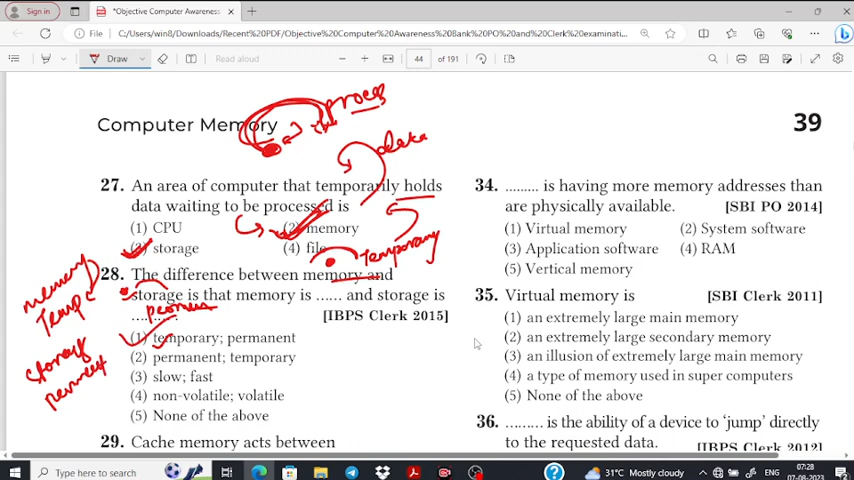 Sign in
*Objective Computer Awareness
File | C:/Users/win8/Downloads/Recent%20PDF/Objective%20Computer%20Awareness%20Bank%20PO%20and%20Clerk%20examinati...
Draw
Read aloud
44 of 191
Computer Memory
process
39
data
27. An area of computer that temporarily holds
data waiting to be processed is
(1) CPU (2) memory
(3) storage (4) file
Temporary
memory
Temp
28. The difference between memory and
storage is that memory is ...... and storage is
[IBPS Clerk 2015]
storage
(1) temporary; permanent
(2) permanent; temporary
(3) slow; fast
(4) non-volatile; volatile
(5) None of the above
29. Cache memory acts between
34. ......... is having more memory addresses than
are physically available. [SBI PO 2014]
(1) Virtual memory (2) System software
(3) Application software (4) RAM
(5) Vertical memory
35. Virtual memory is [SBI Clerk 2011]
(1) an extremely large main memory
(2) an extremely large secondary memory
(3) an illusion of extremely large main memory
(4) a type of memory used in super computers
(5) None of the above
36. ......... is the ability of a device to ‘jump’ directly
to the requested data. [IBPS Clerk 2012]
Type here to search
31°C Mostly cloudy
ENG
07:28
07-08-2023